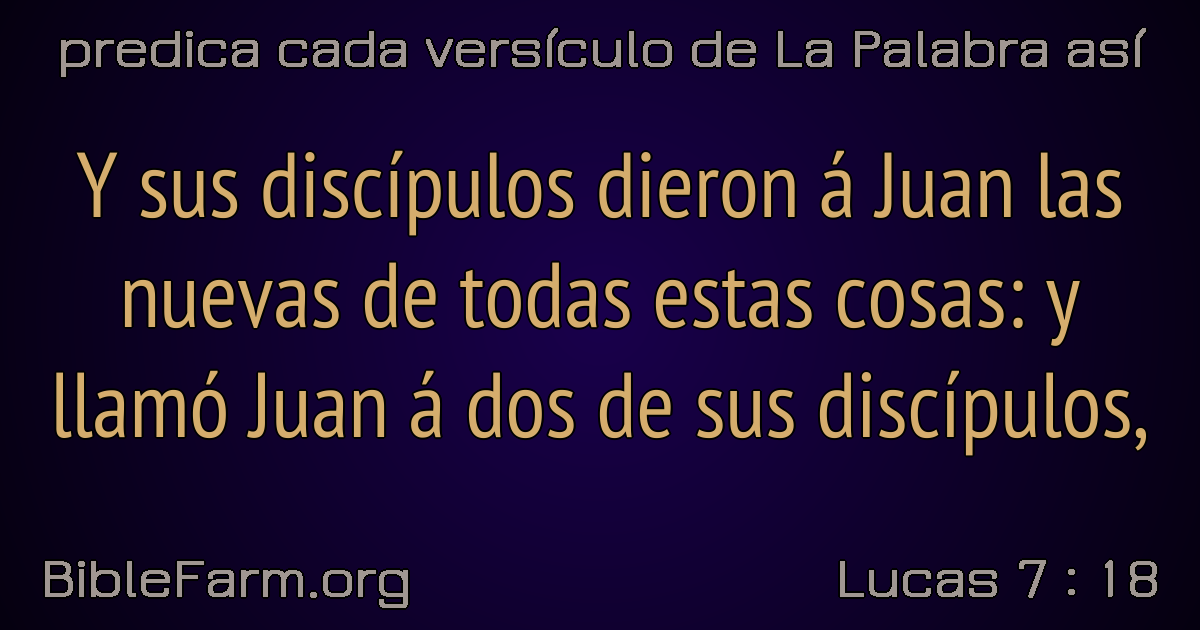 predica cada versículo de La Palabra así
Y sus discípulos dieron á Juan las
nuevas de todas estas cosas: y
llamó Juan á dos de sus discípulos,
BibleFarm.org
Lucas 7 : 18